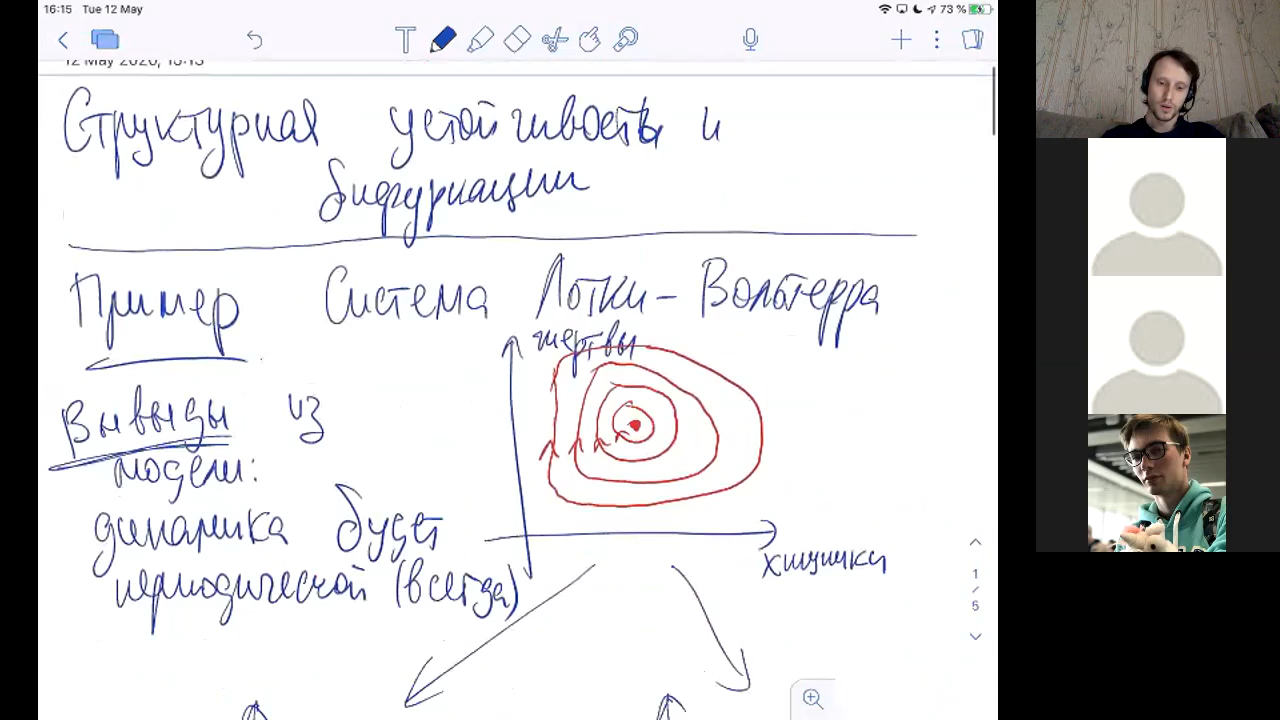 16:15 Tue 12 May
73 %
12 May 2020, 15:15
Структурная устойчивость и
бифуркации
Пример Система Лотки - Вольтерра
жертвы
Выводы из
модели:
динамика будет
периодической (всегда)
хищники
1
/
5